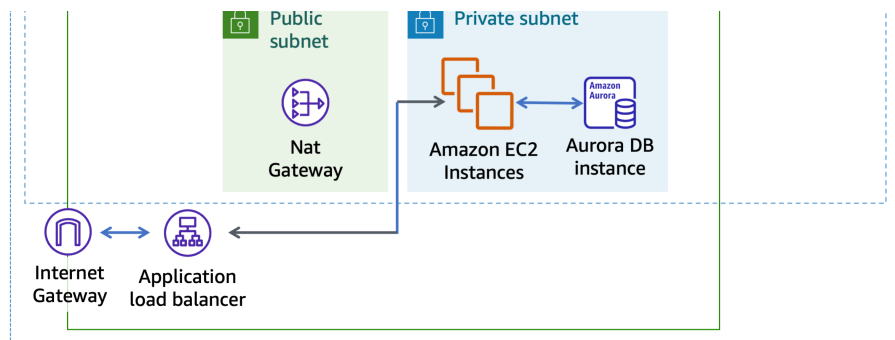 Public
subnet
Private subnet
Amazon
Aurora
Nat
Gateway
Amazon EC2
Instances
Aurora DB
instance
Internet
Gateway
Application
load balancer